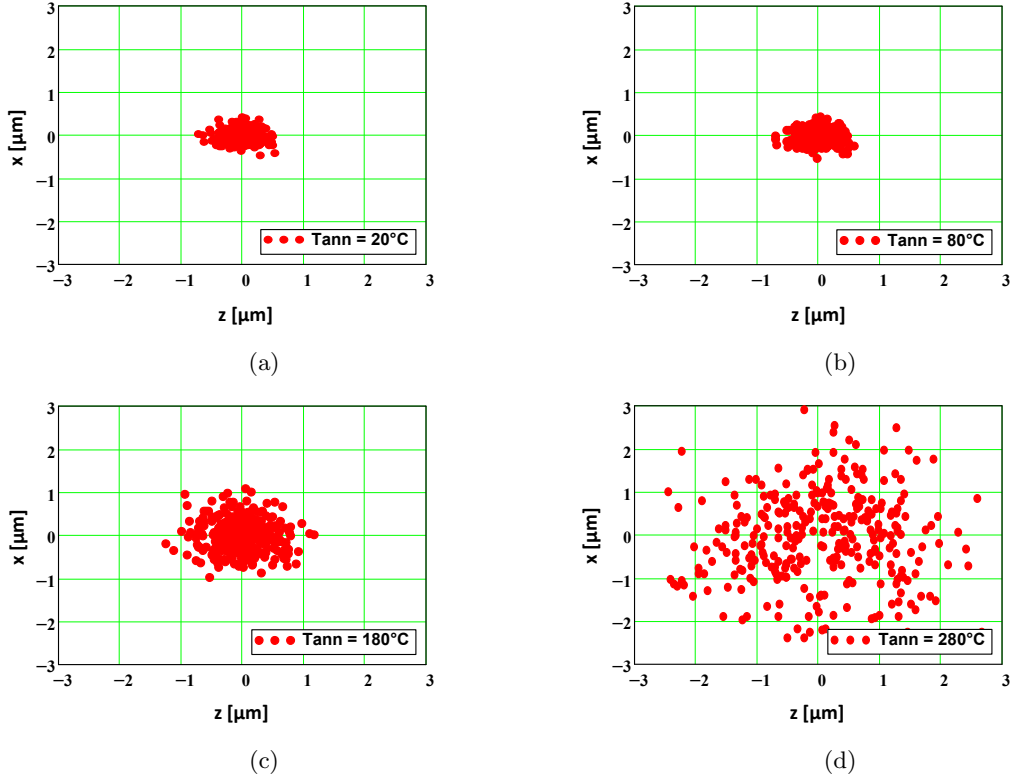 3
2
1
0
−1
−2
−3
−3 −2 −1 0 1 2 3
x [µm]
z [µm]
Tann = 20°C
(a)
3
2
1
0
−1
−2
−3
−3 −2 −1 0 1 2 3
x [µm]
z [µm]
Tann = 80°C
(b)
3
2
1
0
−1
−2
−3
−3 −2 −1 0 1 2 3
x [µm]
z [µm]
Tann = 180°C
(c)
3
2
1
0
−1
−2
−3
−3 −2 −1 0 1 2 3
x [µm]
z [µm]
Tann = 280°C
(d)